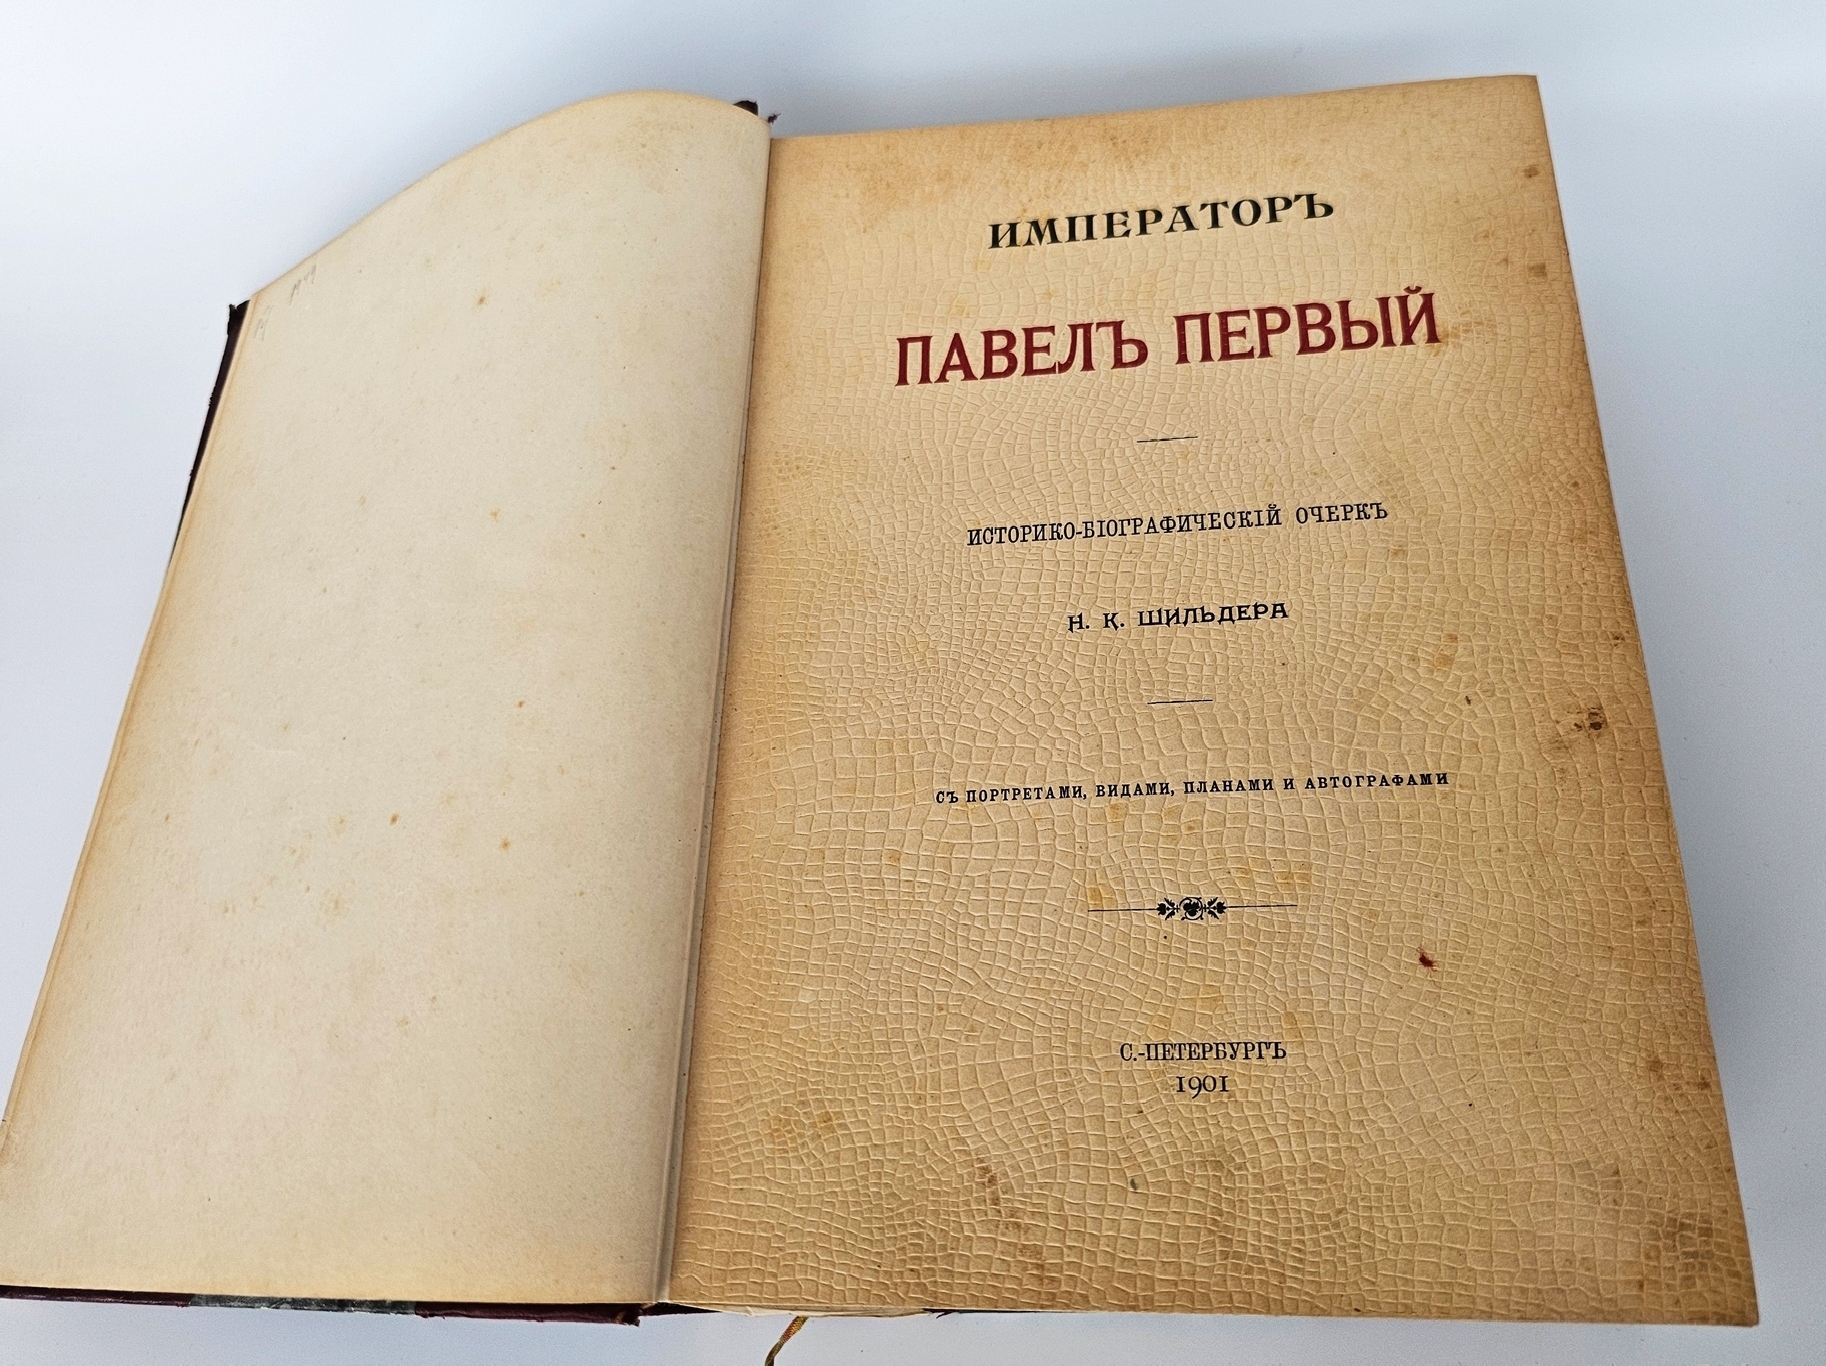 ИМПЕРАТОРЪ
ПАВЕЛЪ ПЕРВЫЙ
ИСТОРИКО-БІОГРАФИЧЕСКІЙ ОЧЕРКЪ
Н. К. ШИЛЬДЕРА
СЪ ПОРТРЕТАМИ, ВИДАМИ, ПЛАНАМИ И АВТОГРАФАМИ
С.-ПЕТЕРБУРГЪ
1901